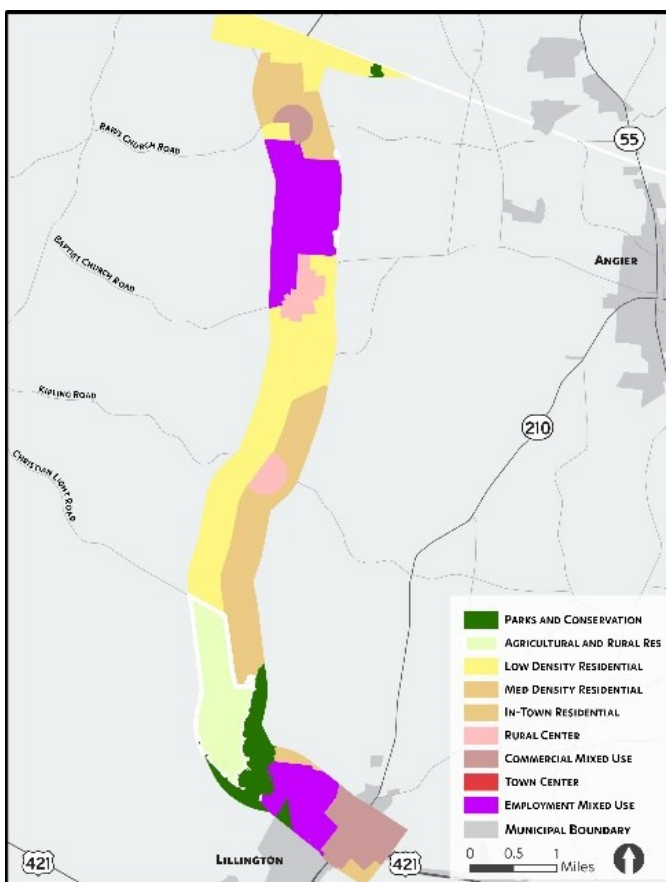 RAWLS CHURCH ROAD
55
ANGIER
BAPTIST CHURCH ROAD
KIPLING ROAD
210
CHRISTIAN LIGHT ROAD
PARKS AND CONSERVATION
AGRICULTURAL AND RURAL RES
LOW DENSITY RESIDENTIAL
MED DENSITY RESIDENTIAL
IN-TOWN RESIDENTIAL
RURAL CENTER
COMMERCIAL MIXED USE
TOWN CENTER
EMPLOYMENT MIXED USE
MUNICIPAL BOUNDARY
0 0.5 1
MILES
421
LILLINGTON
421